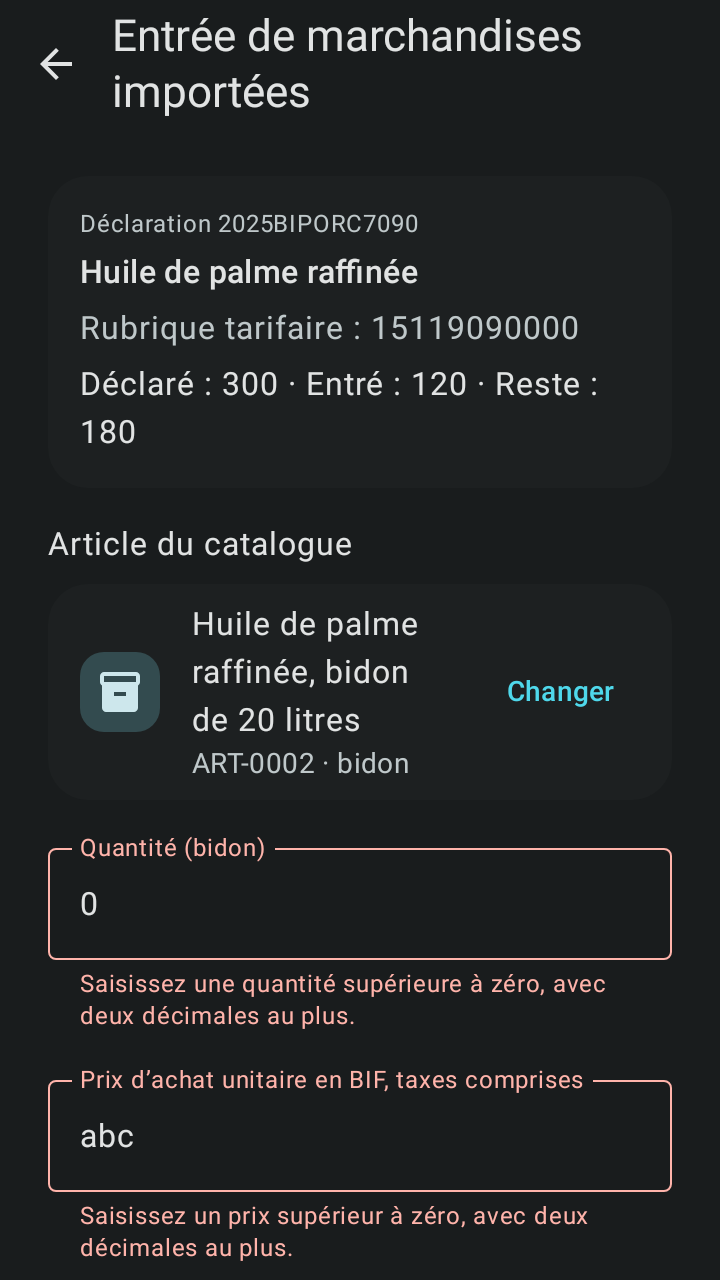 Entrée de marchandises
importées
Déclaration 2025BIPORC7090
Huile de palme raffinée
Rubrique tarifaire : 15119090000
Déclaré : 300 · Entré : 120 · Reste :
180
Article du catalogue
Huile de palme
raffinée, bidon
de 20 litres
Changer
ART-0002 · bidon
Quantité (bidon)
0
Saisissez une quantité supérieure à zéro, avec
deux décimales au plus.
Prix d’achat unitaire en BIF, taxes comprises
abc
Saisissez un prix supérieur à zéro, avec deux
décimales au plus.